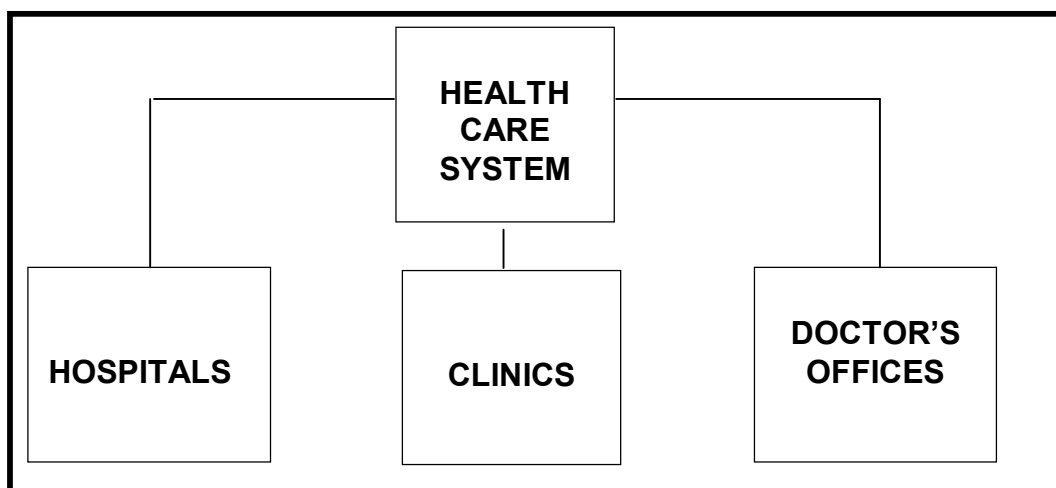 HEALTH
CARE
SYSTEM
HOSPITALS
CLINICS
DOCTOR’S
OFFICES